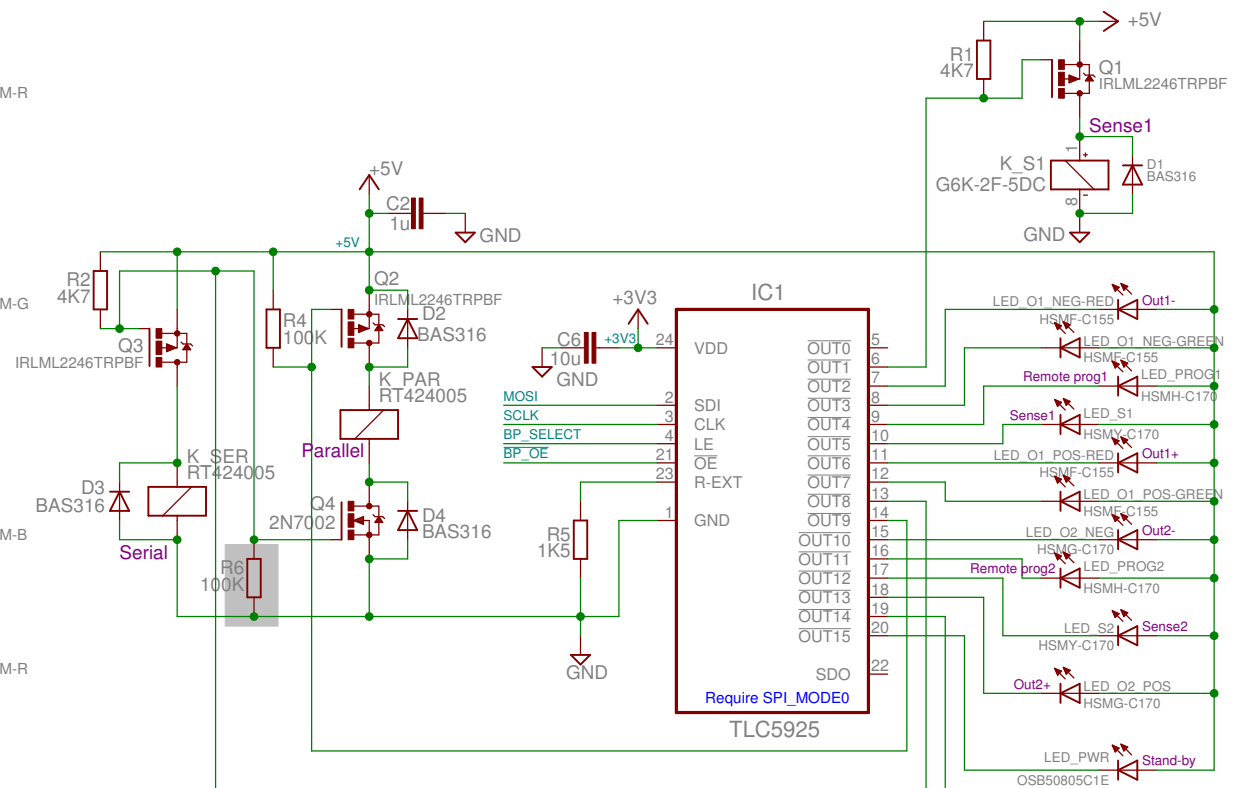 +5V
R1
4K7
Q1
IRLML2246TRPBF
M-R
Sense1
1
+
K_S1
G6K-2F-5DC
D1
BAS316
8
-
GND
+5V
C2
1u
GND
+5V
R2
4K7
M-G
Q3
IRLML2246TRPBF
R4
100K
Q2
IRLML2246TRPBF
D2
BAS316
K_PAR
RT424005
Parallel
K_SER
RT424005
D3
BAS316
Serial
Q4
2N7002
D4
BAS316
M-B
R6
100K
M-R
+3V3
C6
10u
+3V3
GND
MOSI
SCLK
BP_SELECT
BP_OE
R5
1K5
GND
IC1
24
VDD
2
SDI
3
CLK
4
LE
21
OE
23
R-EXT
1
GND
OUT0
5
OUT1
6
OUT2
7
OUT3
8
OUT4
9
OUT5
10
OUT6
11
OUT7
12
OUT8
13
OUT9
14
OUT10
15
OUT11
16
OUT12
17
OUT13
18
OUT14
19
OUT15
20
SDO
22
Require SPI_MODE0
TLC5925
LED_O1_NEG-RED
Out1-
HSMF-C155
LED_O1_NEG-GREEN
HSMF-C155
Remote prog1
LED_PROG1
HSMH-C170
Sense1
LED_S1
HSMY-C170
LED_O1_POS-RED
Out1+
HSMF-C155
LED_O1_POS-GREEN
HSMF-C155
LED_O2_NEG
Out2-
HSMG-C170
Remote prog2
LED_PROG2
HSMH-C170
LED_S2
Sense2
HSMY-C170
Out2+
LED_O2_POS
HSMG-C170
LED_PWR
Stand-by
OSB50805C1E